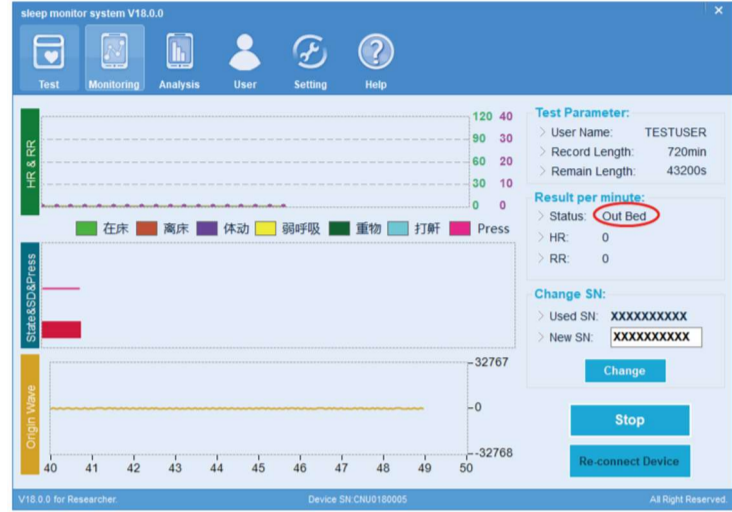 sleep monitor system V18.0.0
Test Monitoring Analysis User Setting Help
HR & RR
120 40
90 30
60 20
30 10
0 0
在床 离床 体动 弱呼吸 重物 打鼾 Press
State&SD&Press
Origin Wave
32767
0
-32768
40 41 42 43 44 45 46 47 48 49 50
Test Parameter:
User Name: TESTUSER
Record Length: 720min
Remain Length: 43200s
Result per minute:
Status: Out Bed
HR: 0
RR: 0
Change SN:
Used SN: XXXXXXXXXX
New SN: XXXXXXXXXX
Change
Stop
Re-connect Device
V18.0.0 for Researcher. Device SN:CNU0180005 All Right Reserved.